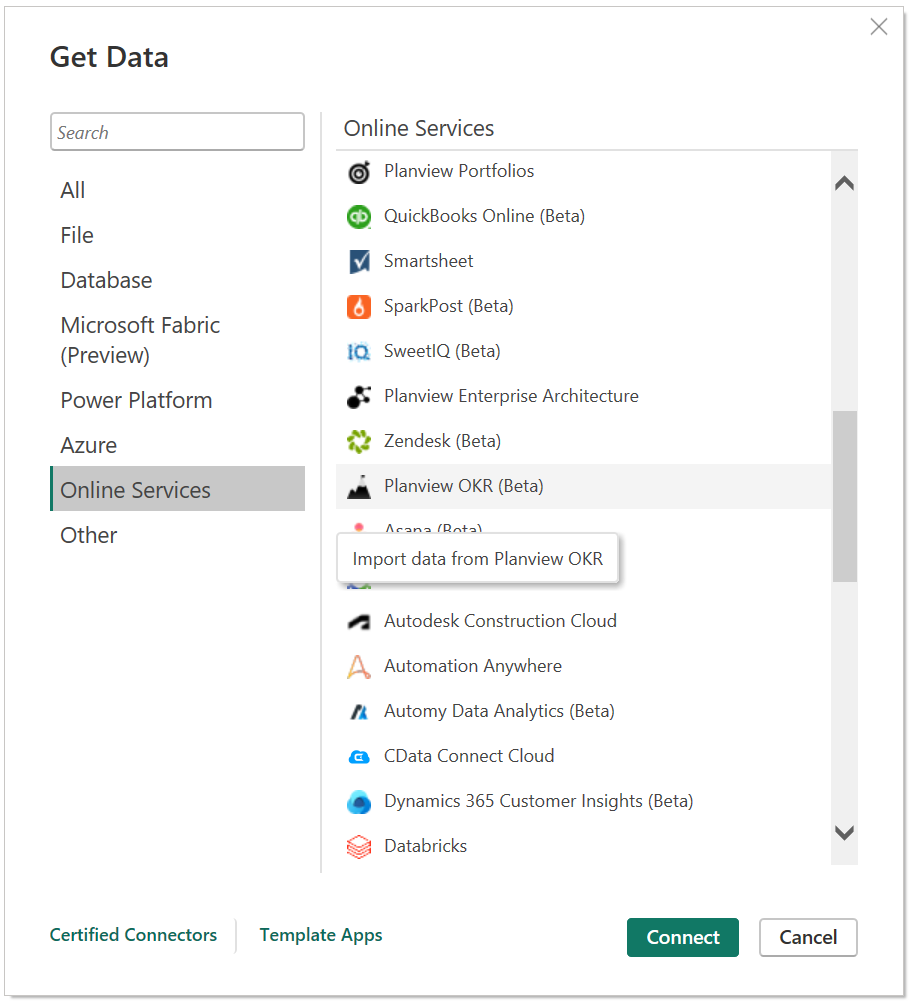 Get Data
Search
All
File
Database
Microsoft Fabric
(Preview)
Power Platform
Azure
Online Services
Other
Online Services
Planview Portfolios
QuickBooks Online (Beta)
Smartsheet
SparkPost (Beta)
SweetIQ (Beta)
Planview Enterprise Architecture
Zendesk (Beta)
Planview OKR (Beta)
Asana (Beta)
Import data from Planview OKR
Autodesk Construction Cloud
Automation Anywhere
Automy Data Analytics (Beta)
CData Connect Cloud
Dynamics 365 Customer Insights (Beta)
Databricks
Certified Connectors
Template Apps
Connect
Cancel